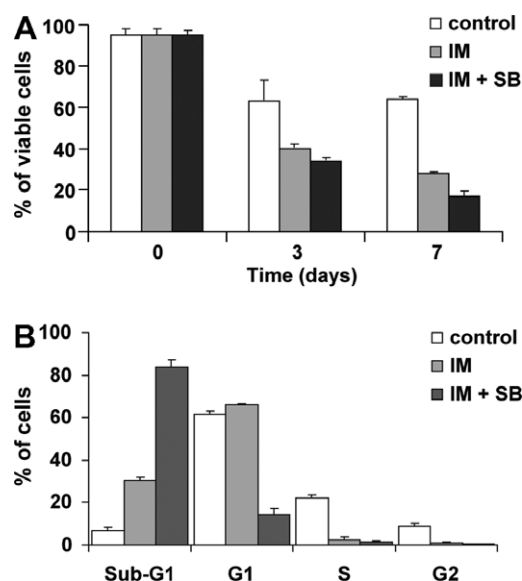 A
% of viable cells
100
80
60
40
20
0
control
IM
IM + SB
0 3 7
Time (days)
B
% of cells
100
80
60
40
20
0
control
IM
IM + SB
Sub-G1 G1 S G2